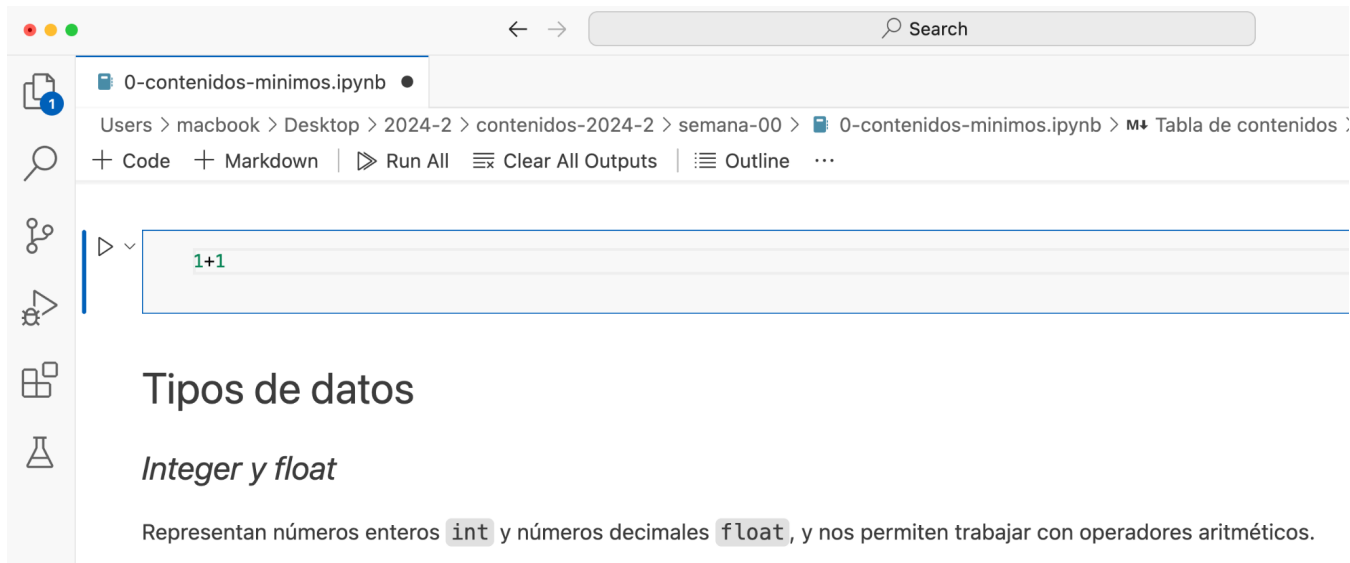 Search
1
0-contenidos-minimos.ipynb
Users > macbook > Desktop > 2024-2 > contenidos-2024-2 > semana-00 > 0-contenidos-minimos.ipynb > M↓ Tabla de contenidos >
+ Code + Markdown | Run All Clear All Outputs | Outline ...
1+1
Tipos de datos
Integer y float
Representan números enteros int y números decimales float, y nos permiten trabajar con operadores aritméticos.